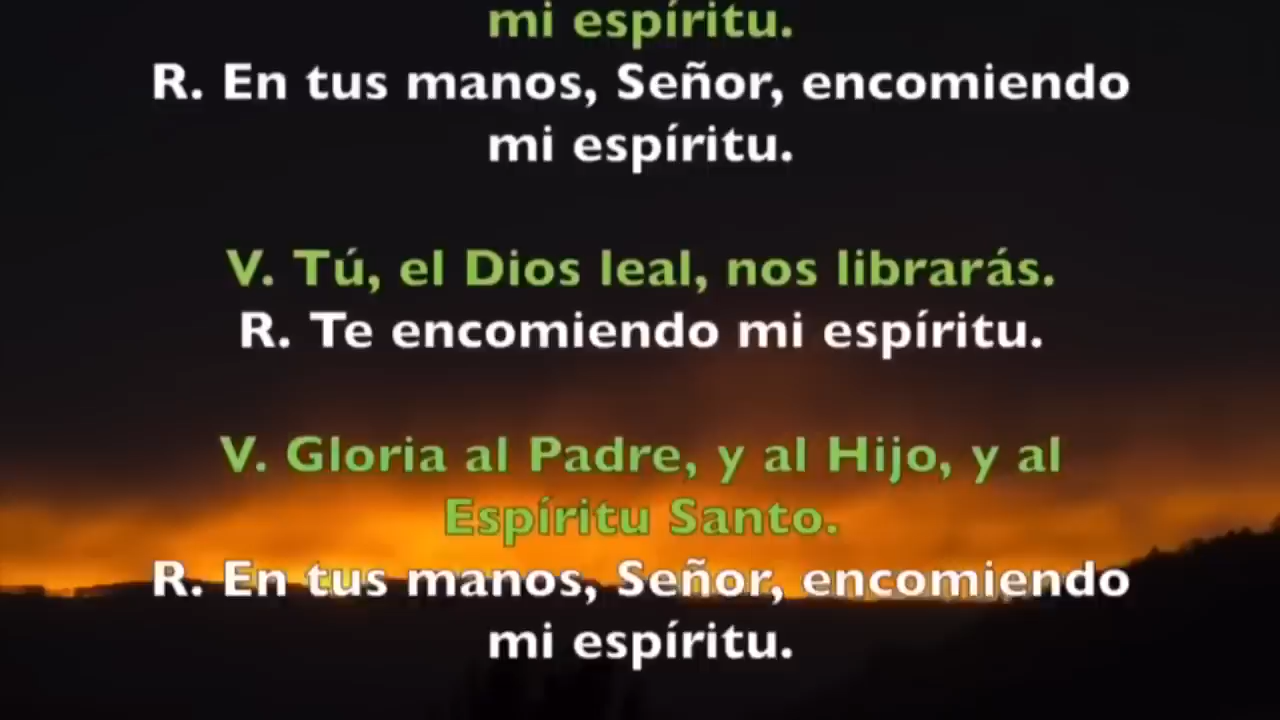 mi espíritu.
R. En tus manos, Señor, encomiendo
mi espíritu.
V. Tú, el Dios leal, nos librarás.
R. Te encomiendo mi espíritu.
V. Gloria al Padre, y al Hijo, y al
Espíritu Santo.
R. En tus manos, Señor, encomiendo
mi espíritu.